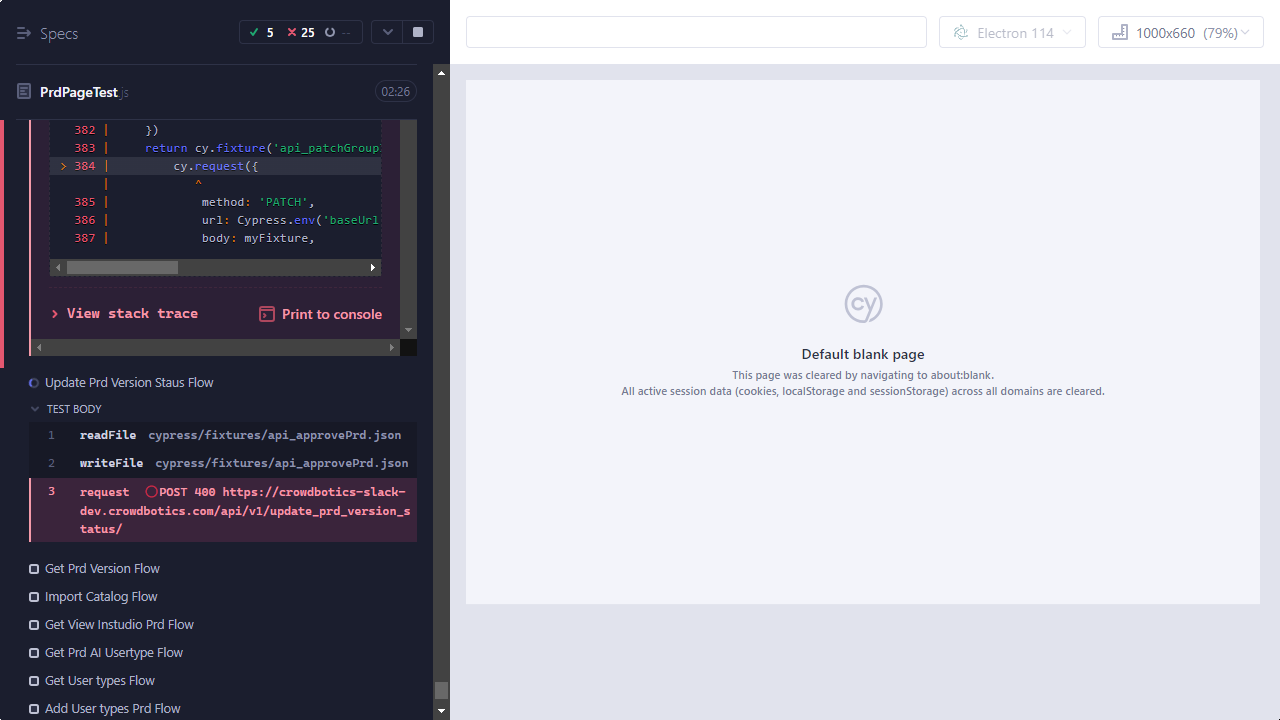 Specs
5
25
--
Electron 114
1000x660 (79%)
PrdPageTest.js
02:26
382 | })
383 | return cy.fixture('api_patchGroup
> 384 | cy.request({
| ^
385 | method: 'PATCH',
386 | url: Cypress.env('baseUrl
387 | body: myFixture,
> View stack trace
Print to console
cy
Default blank page
This page was cleared by navigating to about:blank.
All active session data (cookies, localStorage and sessionStorage) across all domains are cleared.
Update Prd Version Staus Flow
TEST BODY
1 readFile cypress/fixtures/api_approvePrd.json
2 writeFile cypress/fixtures/api_approvePrd.json
3 request POST 400 https://crowdbotics-slack-
dev.crowdbotics.com/api/v1/update_prd_version_s
tatus/
Get Prd Version Flow
Import Catalog Flow
Get View Instudio Prd Flow
Get Prd AI Usertype Flow
Get User types Flow
Add User types Prd Flow